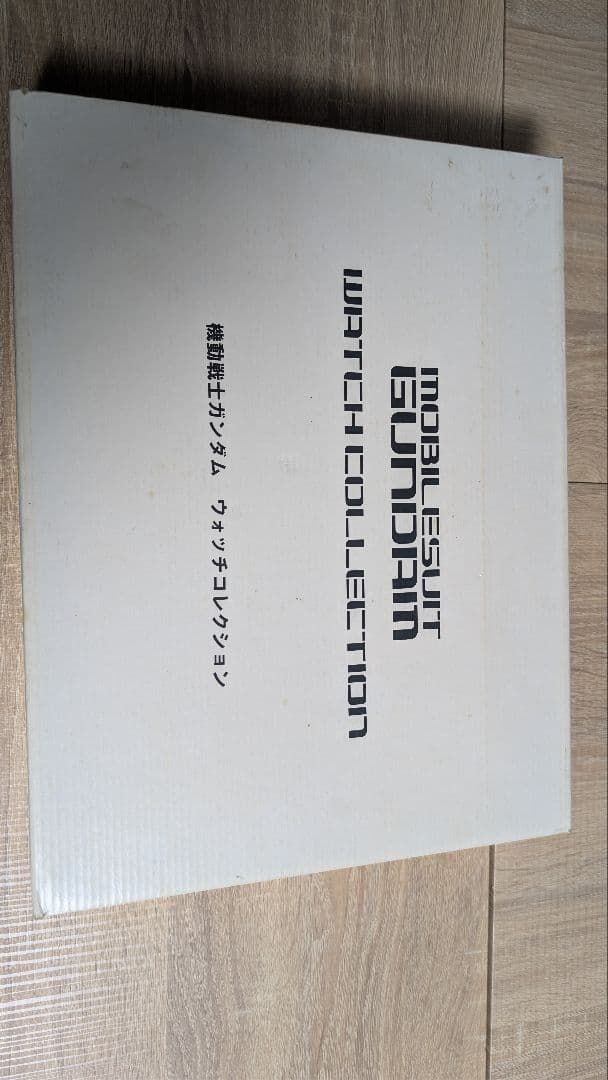 MOBILE SUIT
GUNDAM
WATCH COLLECTION
機動戦士ガンダム ウォッチコレクション